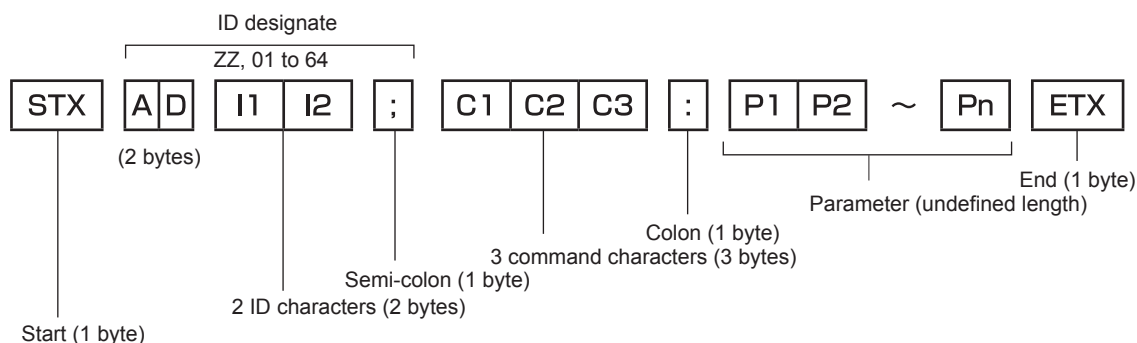 ID designate
ZZ, 01 to 64
STX A D I1 I2 ; C1 C2 C3 : P1 P2 ～ Pn ETX
(2 bytes)
End (1 byte)
Parameter (undefined length)
Colon (1 byte)
3 command characters (3 bytes)
Semi-colon (1 byte)
2 ID characters (2 bytes)
Start (1 byte)